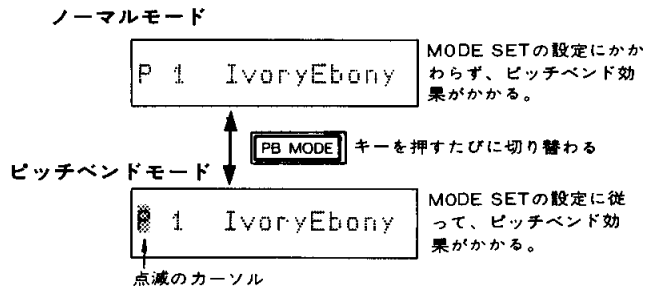 ノーマルモード
P 1 IvoryEbony
MODE SETの設定にかか
わらず、ピッチベンド効
果がかかる。
PB MODE キーを押すたびに切り替わる
ピッチベンドモード
P 1 IvoryEbony
MODE SETの設定に従
って、ピッチベンド効
果がかかる。
点滅のカーソル